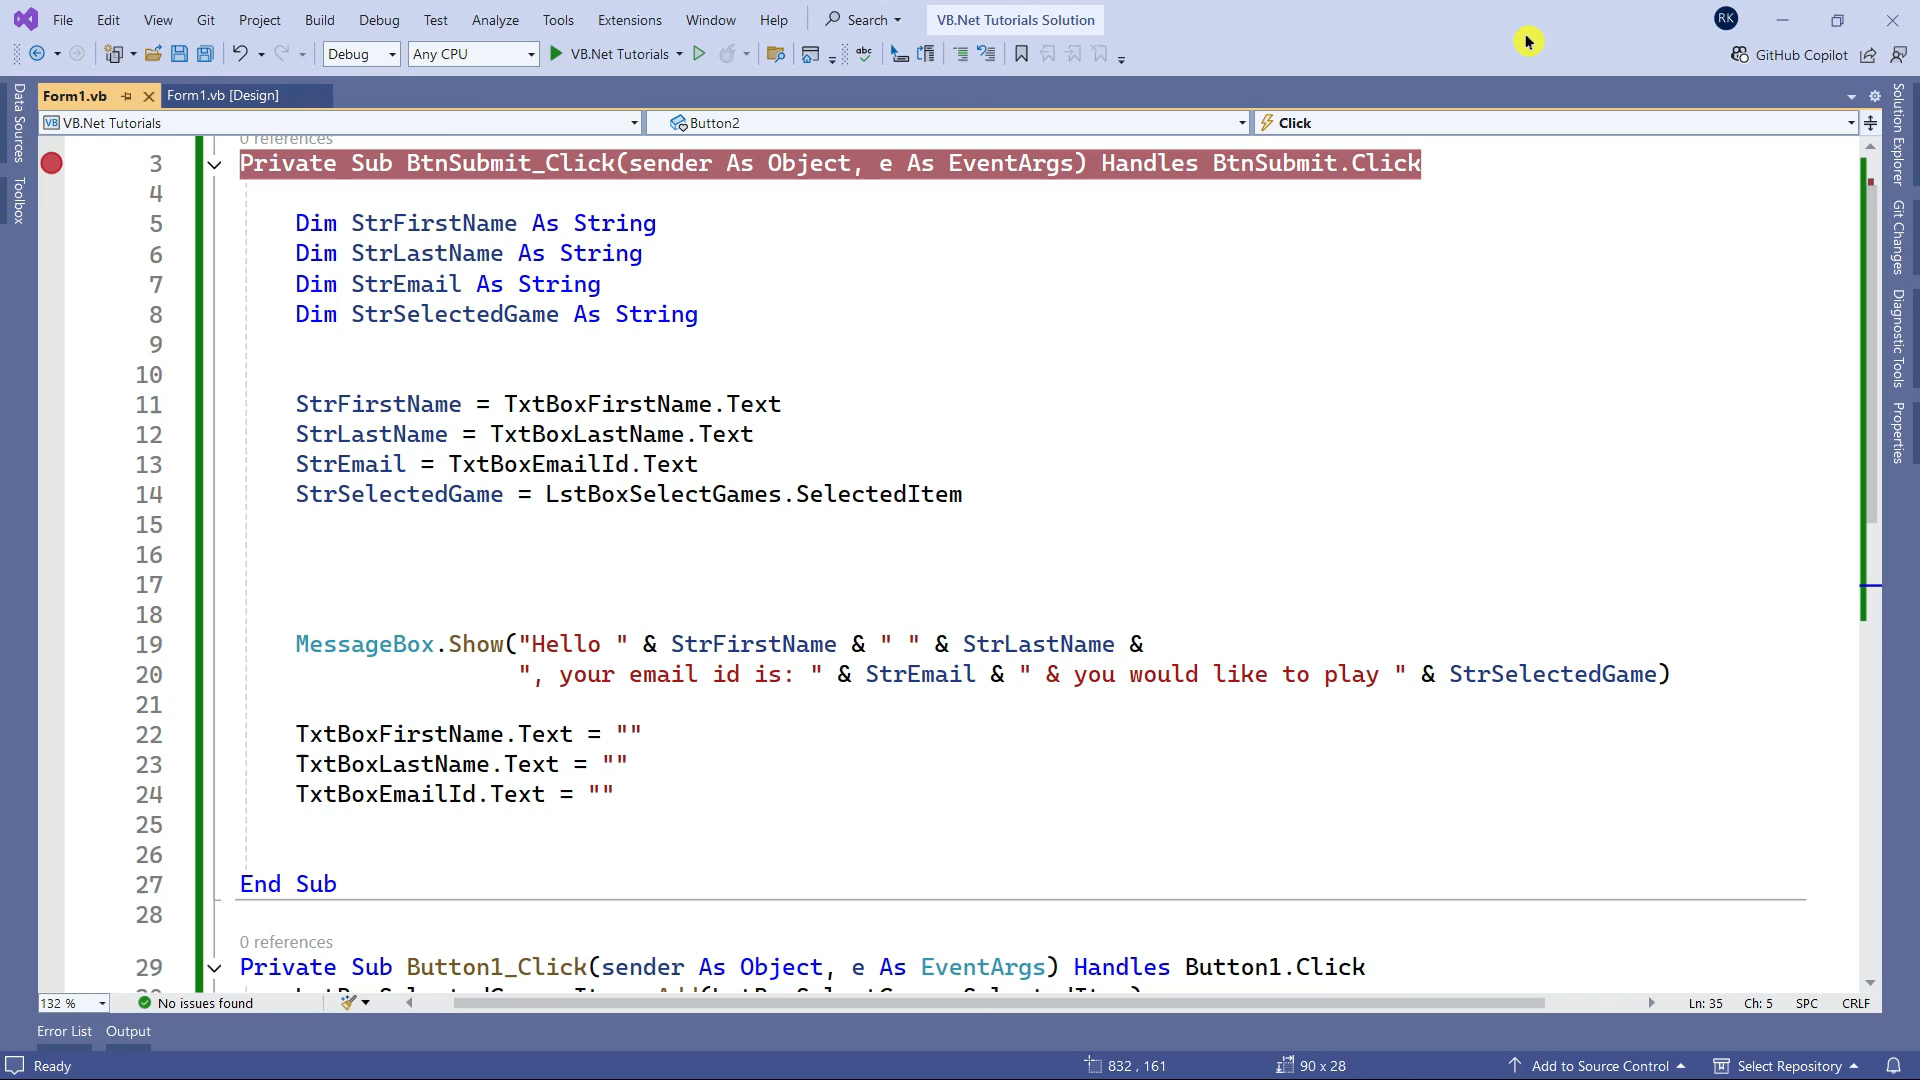 File Edit View Git Project Build Debug Test Analyze Tools Extensions Window Help Search VB.Net Tutorials Solution RK
Debug Any CPU VB.Net Tutorials abc GitHub Copilot
Form1.vb Form1.vb [Design]
VB VB.Net Tutorials Button2 Click
Data Sources
Toolbox
Solution Explorer
Git Changes
Diagnostic Tools
Properties
0 references
3 Private Sub BtnSubmit_Click(sender As Object, e As EventArgs) Handles BtnSubmit.Click
4
5 Dim StrFirstName As String
6 Dim StrLastName As String
7 Dim StrEmail As String
8 Dim StrSelectedGame As String
9
10
11 StrFirstName = TxtBoxFirstName.Text
12 StrLastName = TxtBoxLastName.Text
13 StrEmail = TxtBoxEmailId.Text
14 StrSelectedGame = LstBoxSelectGames.SelectedItem
15
16
17
18
19 MessageBox.Show("Hello " & StrFirstName & " " & StrLastName &
20 ", your email id is: " & StrEmail & " & you would like to play " & StrSelectedGame)
21
22 TxtBoxFirstName.Text = ""
23 TxtBoxLastName.Text = ""
24 TxtBoxEmailId.Text = ""
25
26
27 End Sub
28
0 references
29 Private Sub Button1_Click(sender As Object, e As EventArgs) Handles Button1.Click
132 % No issues found Ln: 35 Ch: 5 SPC CRLF
Error List Output
Ready 832 , 161 90 x 28 Add to Source Control Select Repository